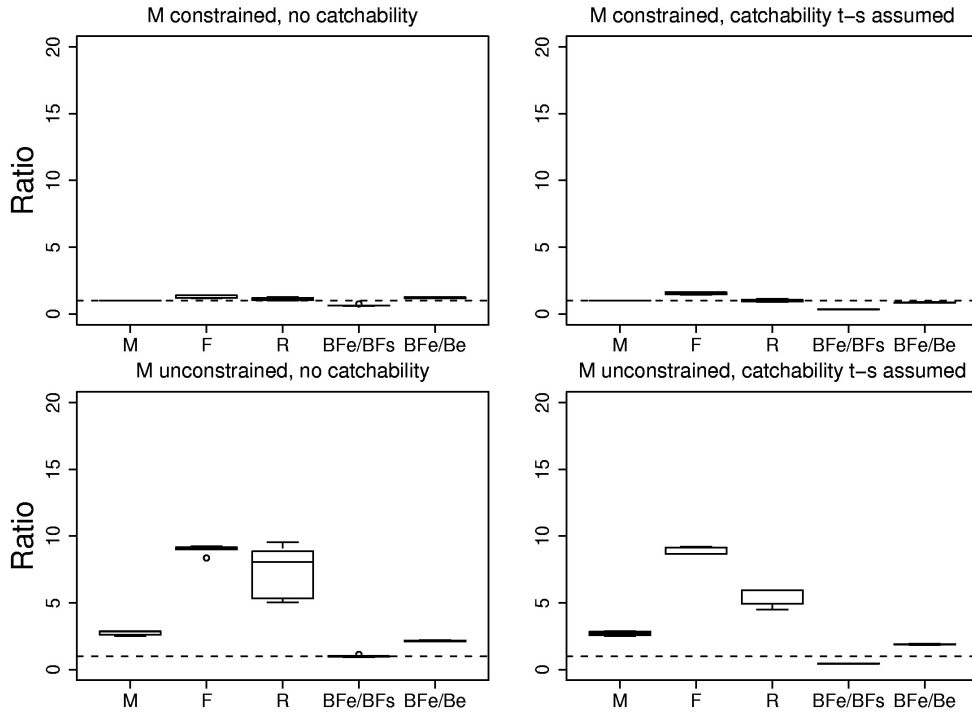 M constrained, no catchability
M constrained, catchability t−s assumed
Ratio
20
15
10
5
0
20
15
10
5
0
M F R BFe/BFs BFe/Be
M F R BFe/BFs BFe/Be
M unconstrained, no catchability
M unconstrained, catchability t−s assumed
Ratio
20
15
10
5
0
20
15
10
5
0
M F R BFe/BFs BFe/Be
M F R BFe/BFs BFe/Be